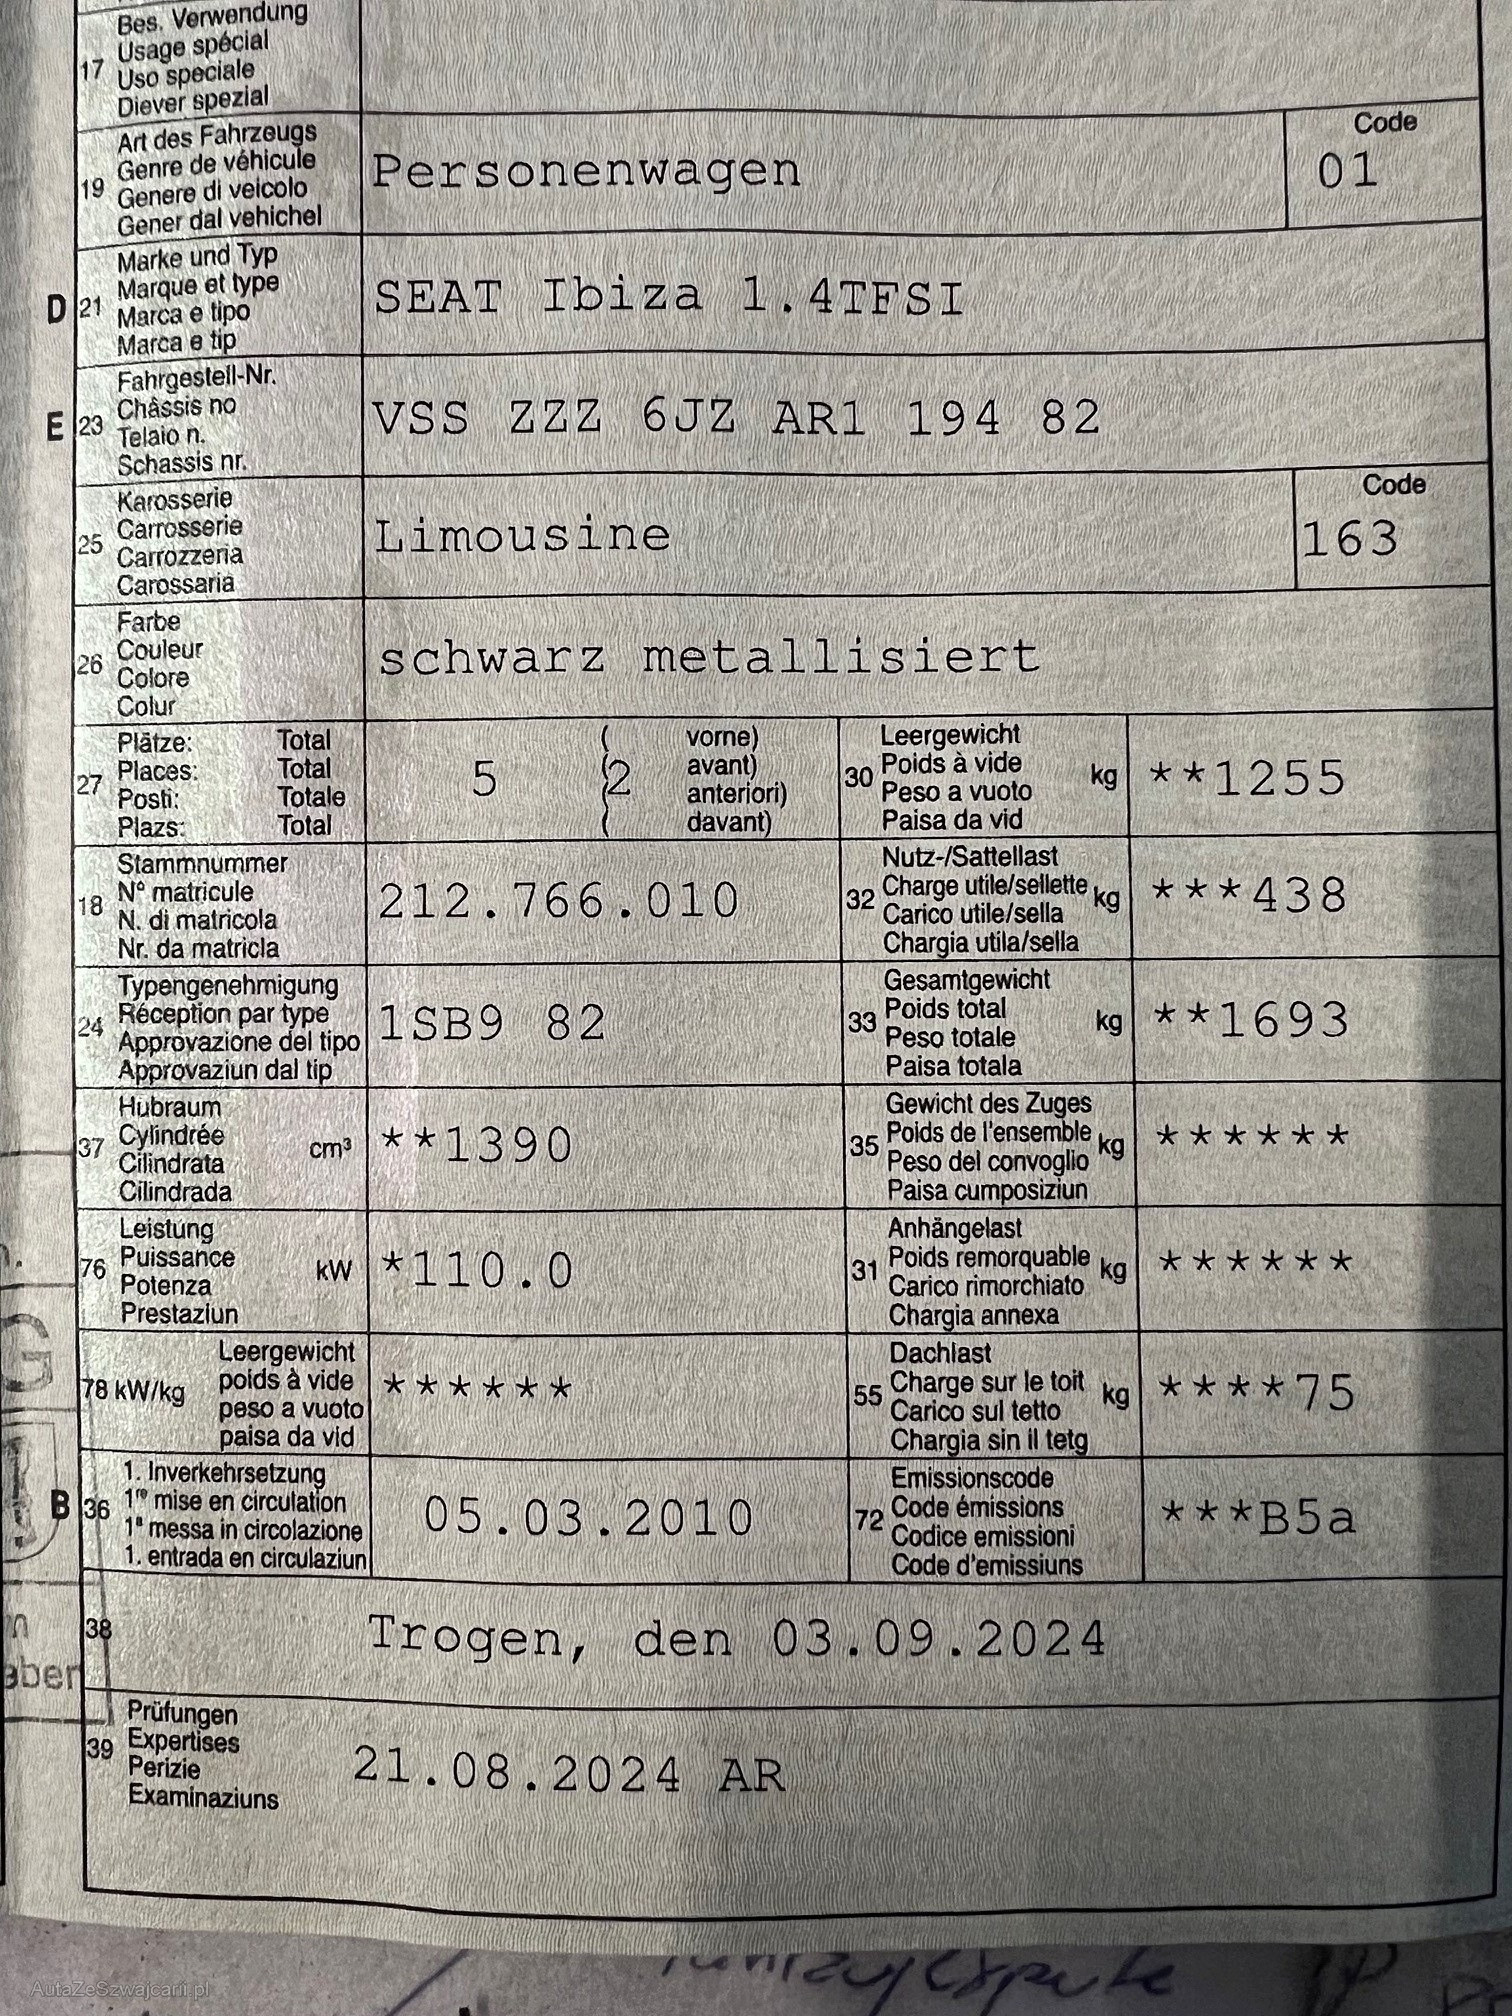 17 Bes. Verwendung
Usage spécial
Uso speciale
Diever spezial
19 Art des Fahrzeugs
Genre de véhicule
Genere di veicolo
Gener dal vehichel
Personenwagen
Code
01
D 21 Marke und Typ
Marque et type
Marca e tipo
Marca e tip
SEAT Ibiza 1.4TFSI
E 23 Fahrgestell-Nr.
Châssis no
Telaio n.
Schassis nr.
VSS ZZZ 6JZ AR1 194 82
25 Karosserie
Carrosserie
Carrozzeria
Carossaria
Limousine
Code
163
26 Farbe
Couleur
Colore
Colur
schwarz metallisiert
27 Plätze: Total
Places: Total
Posti: Totale
Plazs: Total
5
( vorne)
(2 avant)
anteriori)
( davant)
30 Leergewicht
Poids à vide
Peso a vuoto
Paisa da vid
kg
**1255
18 Stammnummer
N° matricule
N. di matricola
Nr. da matricla
212.766.010
32 Nutz-/Sattellast
Charge utile/sellette
Carico utile/sella
Chargia utila/sella
kg
***438
24 Typengenehmigung
Réception par type
Approvazione del tipo
Approvaziun dal tip
1SB9 82
33 Gesamtgewicht
Poids total
Peso totale
Paisa totala
kg
**1693
37 Hubraum
Cylindrée
Cilindrata
Cilindrada
cm³
**1390
35 Gewicht des Zuges
Poids de l'ensemble
Peso del convoglio
Paisa cumposiziun
kg
******
76 Leistung
Puissance
Potenza
Prestaziun
kW
*110.0
31 Anhängelast
Poids remorquable
Carico rimorchiato
Chargia annexa
kg
******
78 kW/kg
Leergewicht
poids à vide
peso a vuoto
paisa da vid
******
55 Dachlast
Charge sur le toit
Carico sul tetto
Chargia sin il tetg
kg
****75
B 36 1. Inverkehrsetzung
1re mise en circulation
1a messa in circolazione
1. entrada en circulaziun
05.03.2010
72 Emissionscode
Code émissions
Codice emissioni
Code d'emissiuns
***B5a
38 Trogen, den 03.09.2024
39 Prüfungen
Expertises
Perizie
Examinaziuns
21.08.2024 AR
AutaZeSzwajcarii.pl